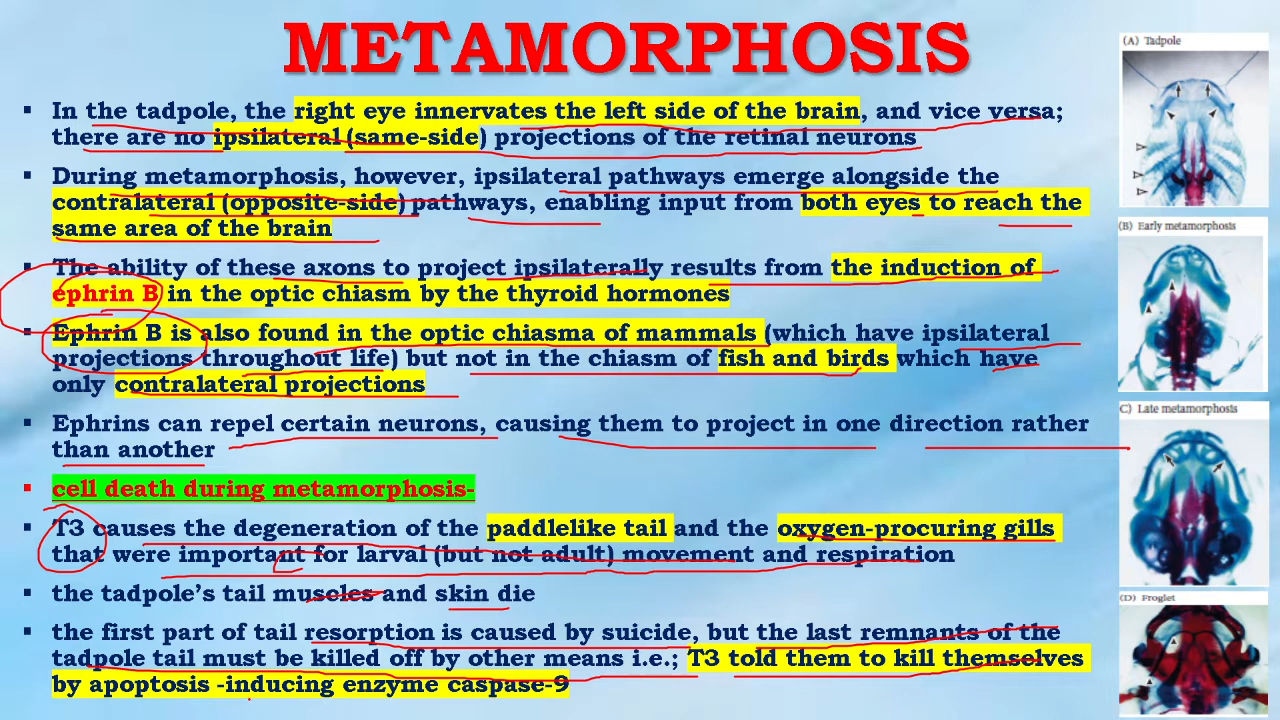 METAMORPHOSIS
▪ In the tadpole, the right eye innervates the left side of the brain, and vice versa;
there are no ipsilateral (same-side) projections of the retinal neurons
▪ During metamorphosis, however, ipsilateral pathways emerge alongside the
contralateral (opposite-side) pathways, enabling input from both eyes to reach the
same area of the brain
▪ The ability of these axons to project ipsilaterally results from the induction of
ephrin B in the optic chiasm by the thyroid hormones
▪ Ephrin B is also found in the optic chiasma of mammals (which have ipsilateral
projections throughout life) but not in the chiasm of fish and birds which have
only contralateral projections
▪ Ephrins can repel certain neurons, causing them to project in one direction rather
than another
▪ cell death during metamorphosis-
▪ T3 causes the degeneration of the paddlelike tail and the oxygen-procuring gills
that were important for larval (but not adult) movement and respiration
▪ the tadpole's tail muscles and skin die
▪ the first part of tail resorption is caused by suicide, but the last remnants of the
tadpole tail must be killed off by other means i.e.; T3 told them to kill themselves
by apoptosis -inducing enzyme caspase-9
(A) Tadpole
(B) Early metamorphosis
C) Late metamorphosis
(D) Froglet